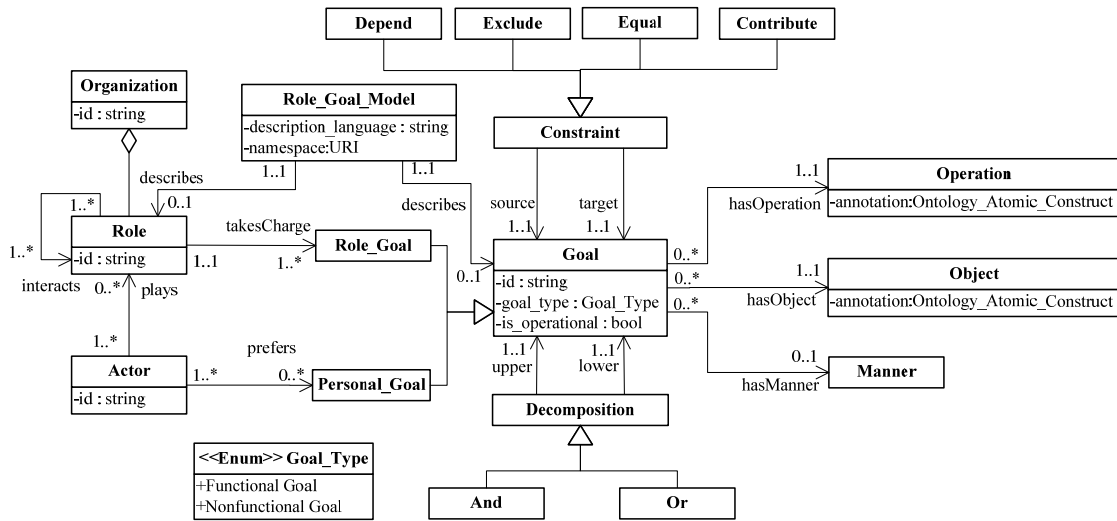 Depend
Exclude
Equal
Contribute
Organization
-id : string
Role_Goal_Model
-description_language : string
-namespace:URI
Constraint
1..1
1..1
describes
0..1
describes
source
1..1
target
1..1
Operation
-annotation:Ontology_Atomic_Construct
1..1
hasOperation
0..*
1..*
1..*
interacts
Role
-id : string
takesCharge
1..1
1..*
Role_Goal
0..1
Goal
-id : string
-goal_type : Goal_Type
-is_operational : bool
0..*
1..1
hasObject
Object
-annotation:Ontology_Atomic_Construct
0..*
0..*
plays
1..*
Actor
-id : string
prefers
1..*
0..*
Personal_Goal
1..1
upper
1..1
lower
0..1
hasManner
Manner
Decomposition
<<Enum>> Goal_Type
+Functional Goal
+Nonfunctional Goal
And
Or